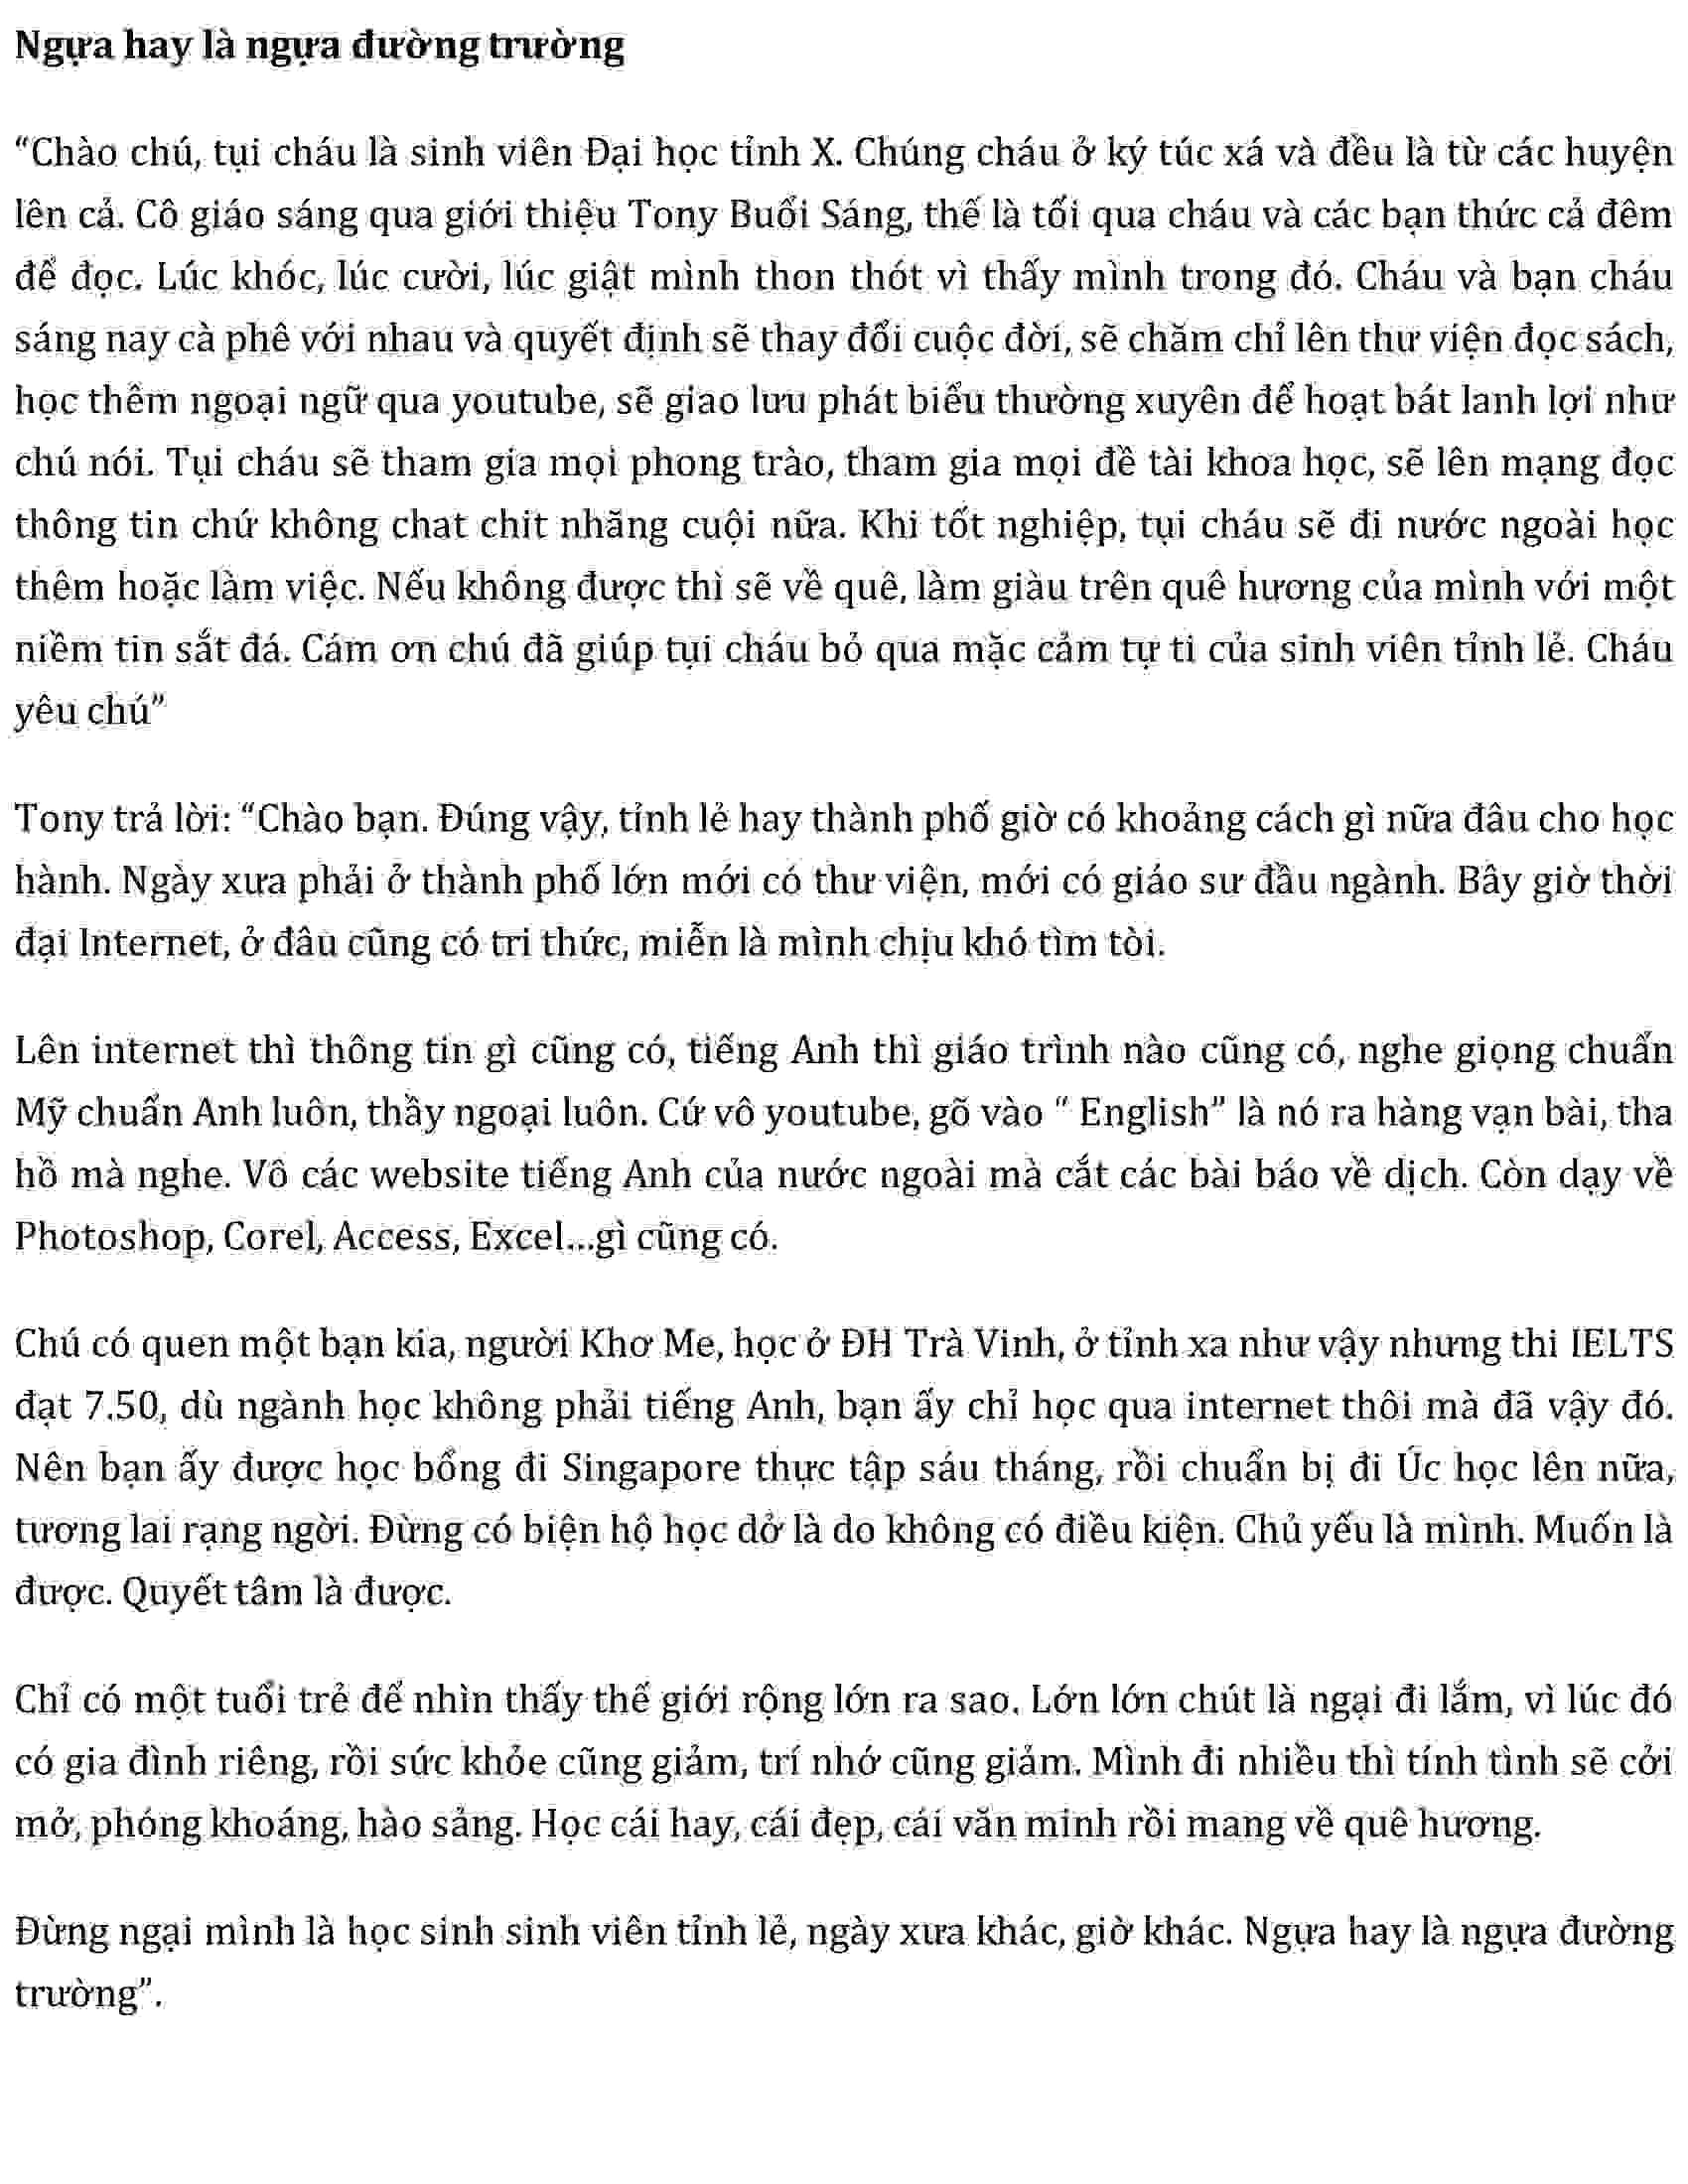 Ngựa hay là ngựa đường trường
“Chào chú, tụi cháu là sinh viên Đại học tỉnh X. Chúng cháu ở ký túc xá và đều là từ các huyện
lên cả. Cô giáo sáng qua giới thiệu Tony Buổi Sáng, thế là tối qua cháu và các bạn thức cả đêm
để đọc. Lúc khóc, lúc cười, lúc giật mình thon thót vì thấy mình trong đó. Cháu và bạn cháu
sáng nay cà phê với nhau và quyết định sẽ thay đổi cuộc đời, sẽ chăm chỉ lên thư viện đọc sách,
học thêm ngoại ngữ qua youtube, sẽ giao lưu phát biểu thường xuyên để hoạt bát lanh lợi như
chú nói. Tụi cháu sẽ tham gia mọi phong trào, tham gia mọi đề tài khoa học, sẽ lên mạng đọc
thông tin chứ không chat chit nhăng cuội nữa. Khi tốt nghiệp, tụi cháu sẽ đi nước ngoài học
thêm hoặc làm việc. Nếu không được thì sẽ về quê, làm giàu trên quê hương của mình với một
niềm tin sắt đá. Cám ơn chú đã giúp tụi cháu bỏ qua mặc cảm tự ti của sinh viên tỉnh lẻ. Cháu
yêu chú”
Tony trả lời: “Chào bạn. Đúng vậy, tỉnh lẻ hay thành phố giờ có khoảng cách gì nữa đâu cho học
hành. Ngày xưa phải ở thành phố lớn mới có thư viện, mới có giáo sư đầu ngành. Bây giờ thời
đại Internet, ở đâu cũng có tri thức, miễn là mình chịu khó tìm tòi.
Lên internet thì thông tin gì cũng có, tiếng Anh thì giáo trình nào cũng có, nghe giọng chuẩn
Mỹ chuẩn Anh luôn, thầy ngoại luôn. Cứ vô youtube, gõ vào “ English” là nó ra hàng vạn bài, tha
hồ mà nghe. Vô các website tiếng Anh của nước ngoài mà cắt các bài báo về dịch. Còn dạy về
Photoshop, Corel, Access, Excel...gì cũng có.
Chú có quen một bạn kia, người Khơ Me, học ở ĐH Trà Vinh, ở tỉnh xa như vậy nhưng thi IELTS
đạt 7.50, dù ngành học không phải tiếng Anh, bạn ấy chỉ học qua internet thôi mà đã vậy đó.
Nên bạn ấy được học bổng đi Singapore thực tập sáu tháng, rồi chuẩn bị đi Úc học lên nữa,
tương lai rạng ngời. Đừng có biện hộ học dở là do không có điều kiện. Chủ yếu là mình. Muốn là
được. Quyết tâm là được.
Chỉ có một tuổi trẻ để nhìn thấy thế giới rộng lớn ra sao. Lớn lớn chút là ngại đi lắm, vì lúc đó
có gia đình riêng, rồi sức khỏe cũng giảm, trí nhớ cũng giảm. Mình đi nhiều thì tính tình sẽ cởi
mở, phóng khoáng, hào sảng. Học cái hay, cái đẹp, cái văn minh rồi mang về quê hương.
Đừng ngại mình là học sinh sinh viên tỉnh lẻ, ngày xưa khác, giờ khác. Ngựa hay là ngựa đường
trường”.